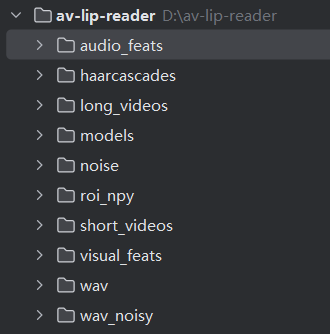 av-lip-reader D:\av-lip-reader
audio_feats
haarcascades
long_videos
models
noise
roi_npy
short_videos
visual_feats
wav
wav_noisy